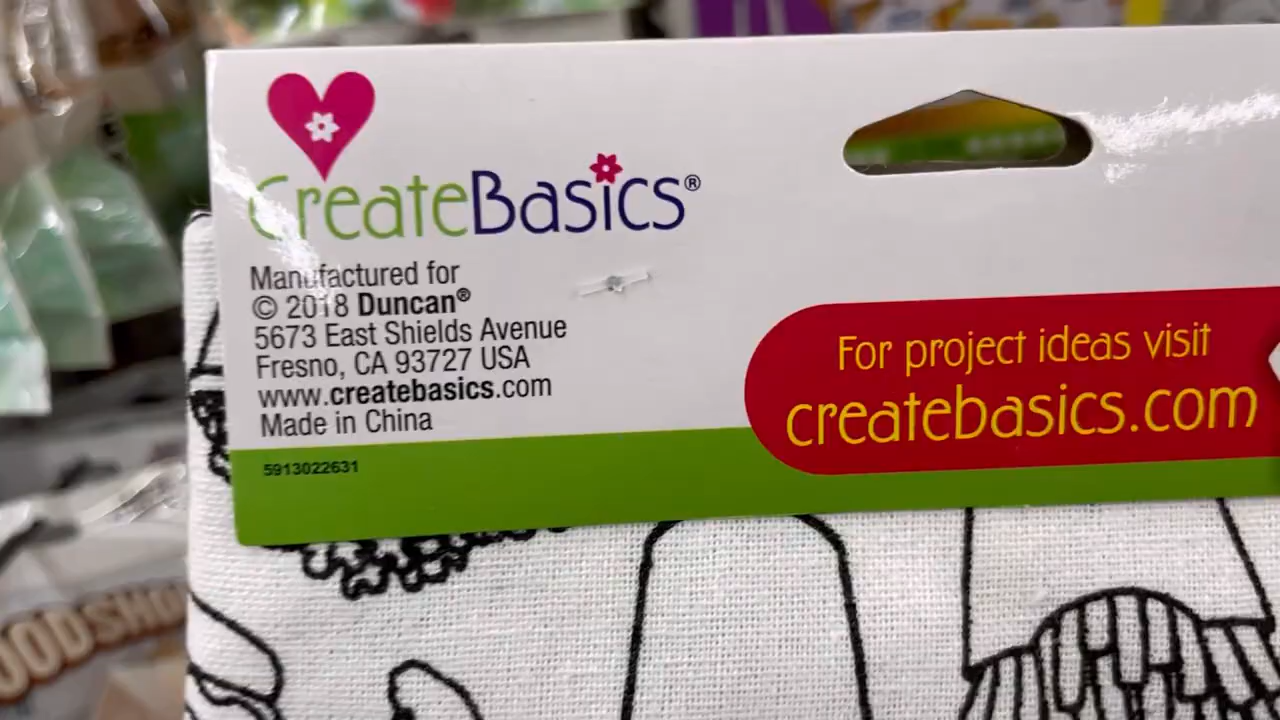 CreateBasics®
Manufactured for
© 2018 Duncan®
5673 East Shields Avenue
Fresno, CA 93727 USA
www.createbasics.com
Made in China
5913022631
For project ideas visit
createbasics.com